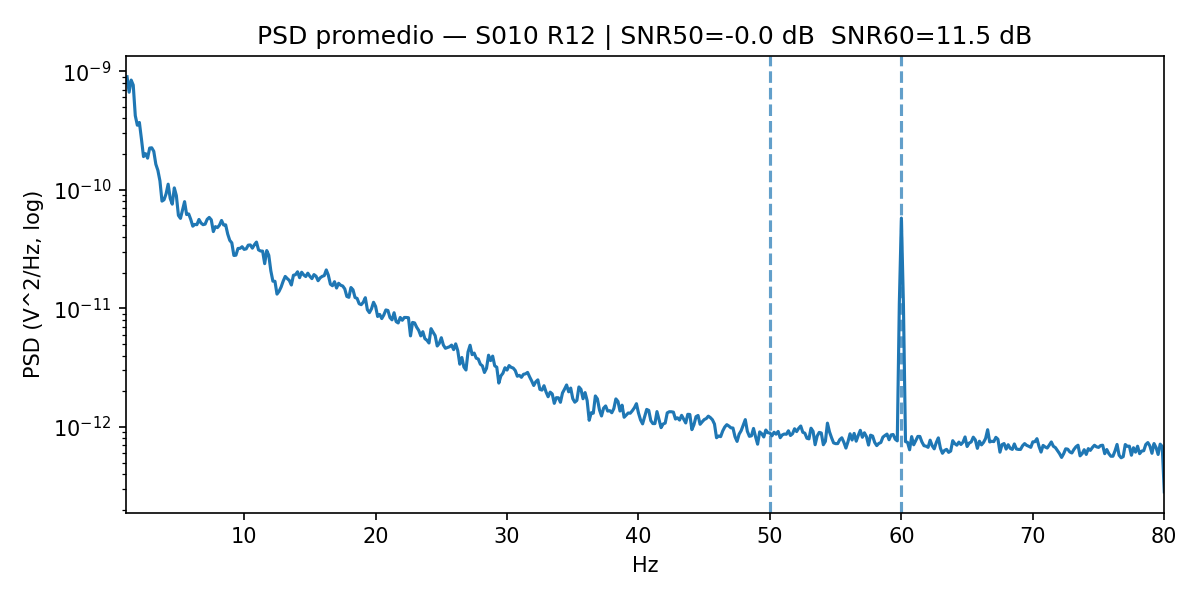 PSD promedio — S010 R12 | SNR50=-0.0 dB  SNR60=11.5 dB
PSD (V^2/Hz, log)
10⁻⁹
10⁻¹⁰
10⁻¹¹
10⁻¹²
10 20 30 40 50 60 70 80
Hz